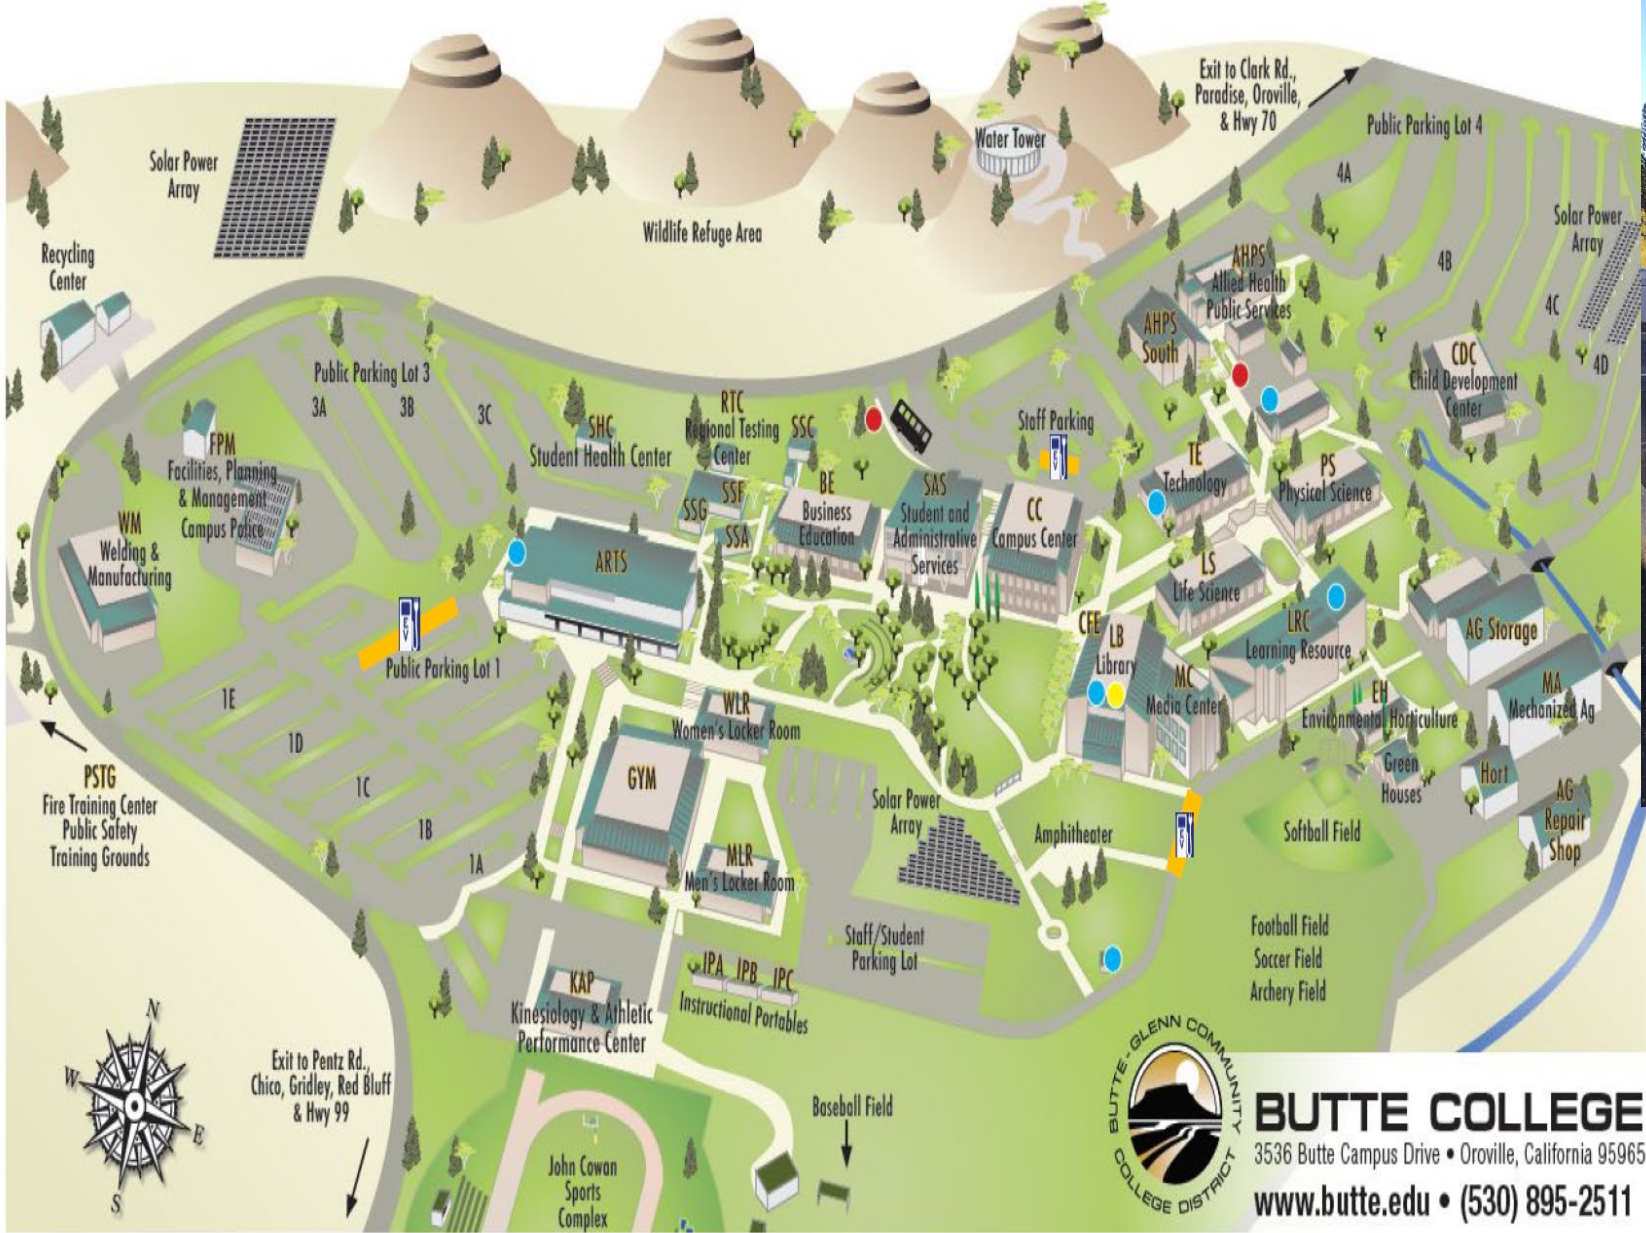 Exit to Clark Rd.,
Paradise, Oroville,
& Hwy 70
Public Parking Lot 4
4A
4B
4C
4D
Solar Power
Array
Water Tower
Solar Power
Array
Wildlife Refuge Area
Recycling
Center
AHPS
Allied Health
Public Services
AHPS
South
CDC
Child Development
Center
Public Parking Lot 3
3A
3B
3C
SHC
Student Health Center
RTC
Regional Testing
Center
SSC
Staff Parking
EV
FPM
Facilities, Planning
& Management
Campus Police
WM
Welding &
Manufacturing
SSF
SSG
SSA
BE
Business
Education
SAS
Student and
Administrative
Services
CC
Campus Center
TE
Technology
PS
Physical Science
ARTS
LS
Life Science
EV
Public Parking Lot 1
1E
1D
1C
1B
1A
CFE
LB
Library
MC
Media Center
LRC
Learning Resource
AG Storage
MA
Mechanized Ag
EH
Environmental Horticulture
Green
Houses
Hort
AG
Repair
Shop
WLR
Women's Locker Room
GYM
MLR
Men's Locker Room
Solar Power
Array
Amphitheater
EV
Softball Field
PSTG
Fire Training Center
Public Safety
Training Grounds
Staff/Student
Parking Lot
Football Field
Soccer Field
Archery Field
IPA IPB IPC
Instructional Portables
KAP
Kinesiology & Athletic
Performance Center
N
W
E
S
Exit to Pentz Rd.,
Chico, Gridley, Red Bluff
& Hwy 99
Baseball Field
John Cowan
Sports
Complex
BUTTE-GLENN COMMUNITY
COLLEGE DISTRICT
BUTTE COLLEGE
3536 Butte Campus Drive • Oroville, California 95965
www.butte.edu • (530) 895-2511